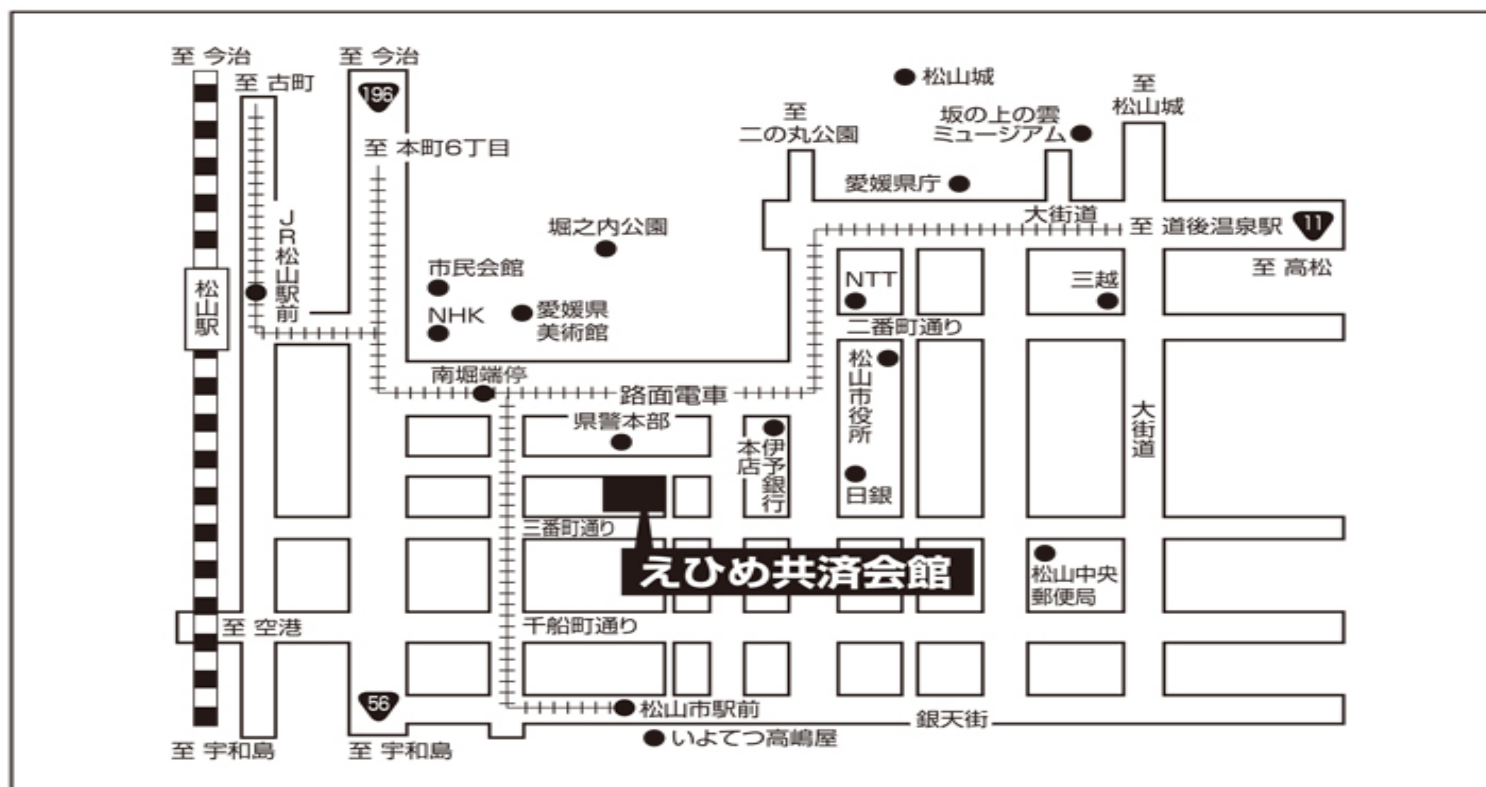 至 今治
至 今治
至 古町
196
松山城
至
松山城
至
二の丸公園
坂の上の雲
ミュージアム
至 本町6丁目
愛媛県庁
大街道
至 道後温泉駅
11
至 高松
JR松山駅前
堀之内公園
市民会館
NHK
愛媛県
美術館
松山駅
NTT
三越
二番町通り
南堀端停
路面電車
県警本部
伊予銀行
本店
松山市役所
日銀
大街道
三番町通り
えひめ共済会館
松山中央
郵便局
至 空港
千船町通り
56
松山市駅前
銀天街
いよてつ高嶋屋
至 宇和島
至 宇和島